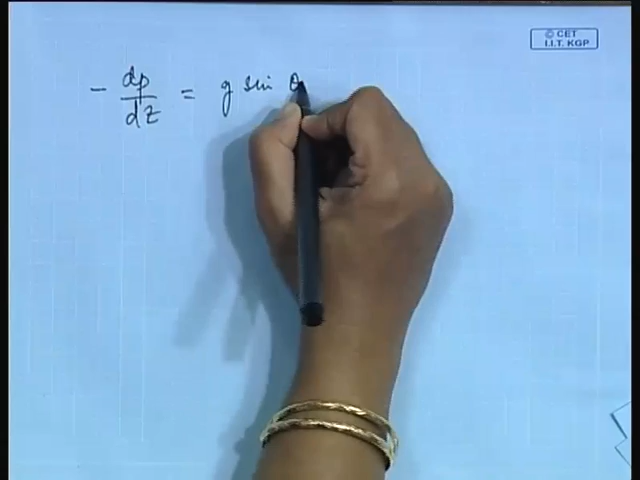 © CET
I.I.T. KGP
- dp/dz = g sin θ